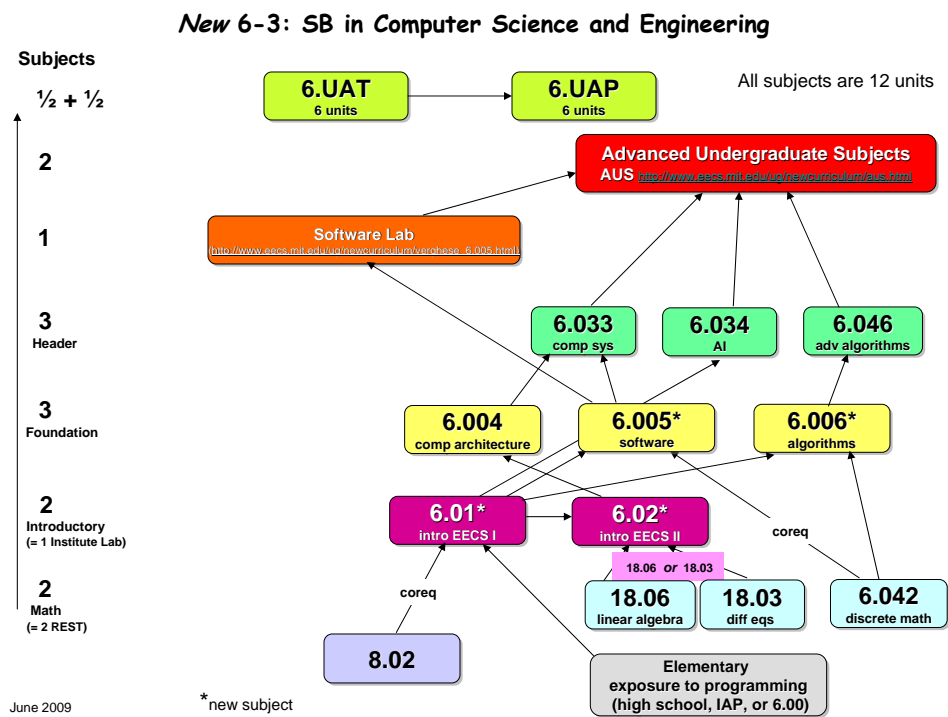 New 6-3: SB in Computer Science and Engineering
Subjects
½ + ½
6.UAT
6 units
6.UAP
6 units
All subjects are 12 units
2
Advanced Undergraduate Subjects
AUS http://www.eecs.mit.edu/ug/newcurriculum/aus.html
1
Software Lab
(http://www.eecs.mit.edu/ug/newcurriculum/verghese_6.005.html)
3
Header
6.033
comp sys
6.034
AI
6.046
adv algorithms
3
Foundation
6.004
comp architecture
6.005*
software
6.006*
algorithms
2
Introductory
(= 1 Institute Lab)
6.01*
intro EECS I
6.02*
intro EECS II
coreq
18.06 or 18.03
2
Math
(= 2 REST)
coreq
18.06
linear algebra
18.03
diff eqs
6.042
discrete math
8.02
Elementary
exposure to programming
(high school, IAP, or 6.00)
June 2009
*new subject